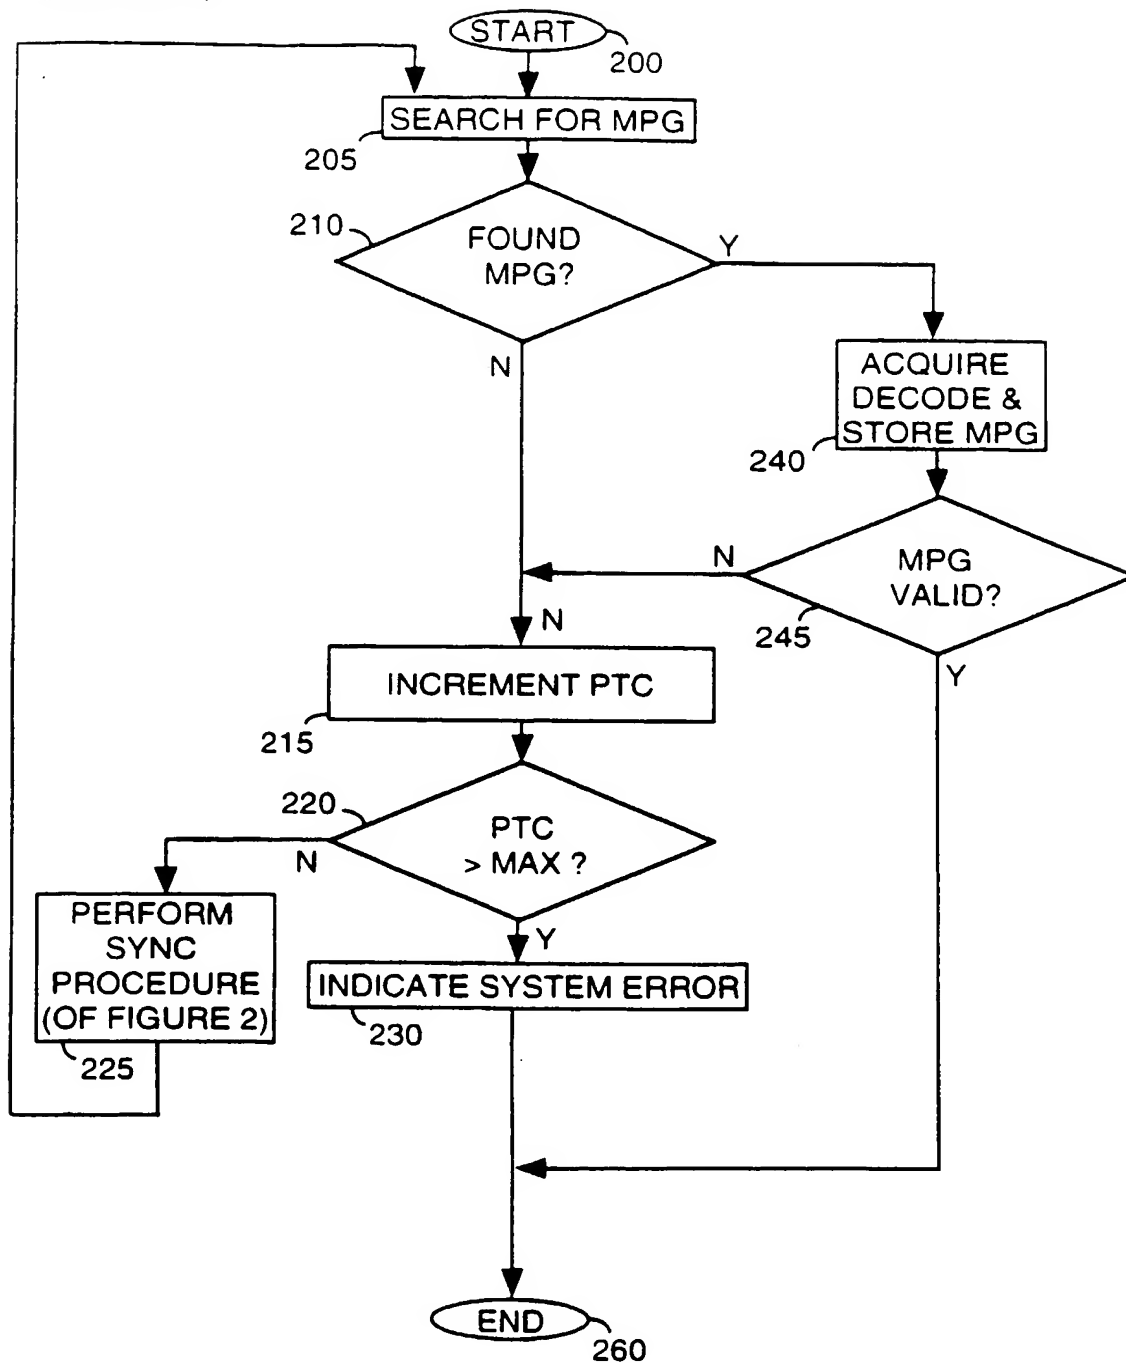 START
200
SEARCH FOR MPG
205
210
FOUND
MPG?
Y
N
ACQUIRE
DECODE &
STORE MPG
240
N
MPG
VALID?
245
Y
N
INCREMENT PTC
215
220
PTC
> MAX ?
N
Y
PERFORM
SYNC
PROCEDURE
(OF FIGURE 2)
225
INDICATE SYSTEM ERROR
230
END
260